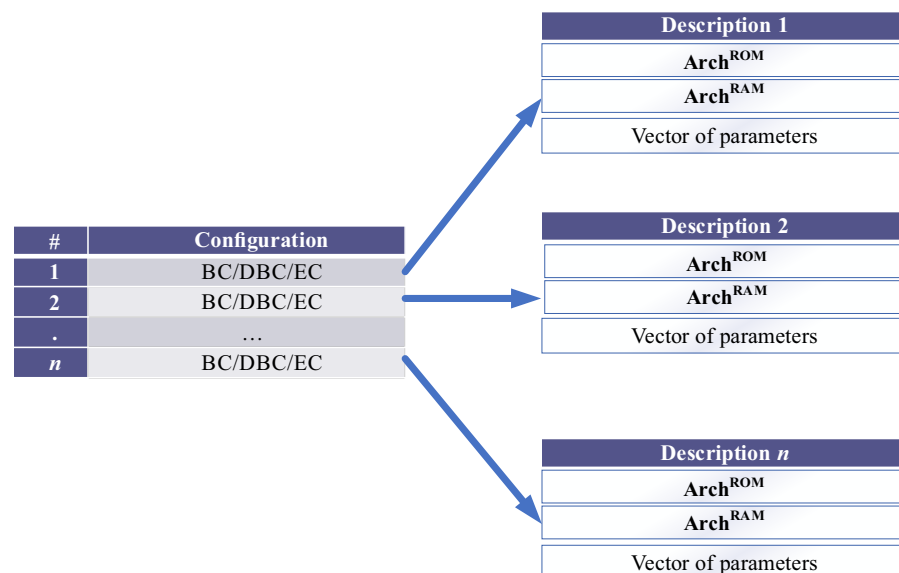 Description 1
Arch^ROM
Arch^RAM
Vector of parameters
# Configuration
1 BC/DBC/EC
2 BC/DBC/EC
. …
n BC/DBC/EC
Description 2
Arch^ROM
Arch^RAM
Vector of parameters
Description n
Arch^ROM
Arch^RAM
Vector of parameters